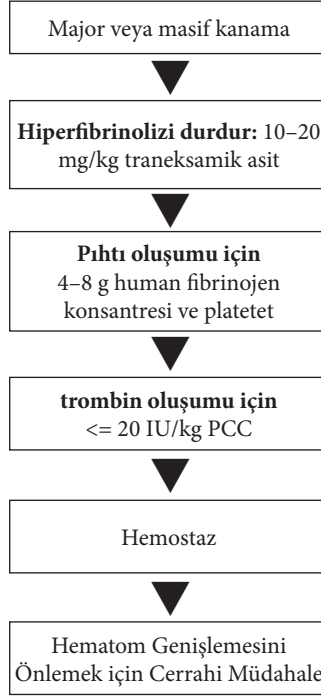 Major veya masif kanama
Hiperfibrinolizi durdur: 10–20
mg/kg traneksamik asit
Pıhtı oluşumu için
4–8 g human fibrinojen
konsantresi ve platetet
trombin oluşumu için
<= 20 IU/kg PCC
Hemostaz
Hematom Genişlemesini
Önlemek için Cerrahi Müdahale